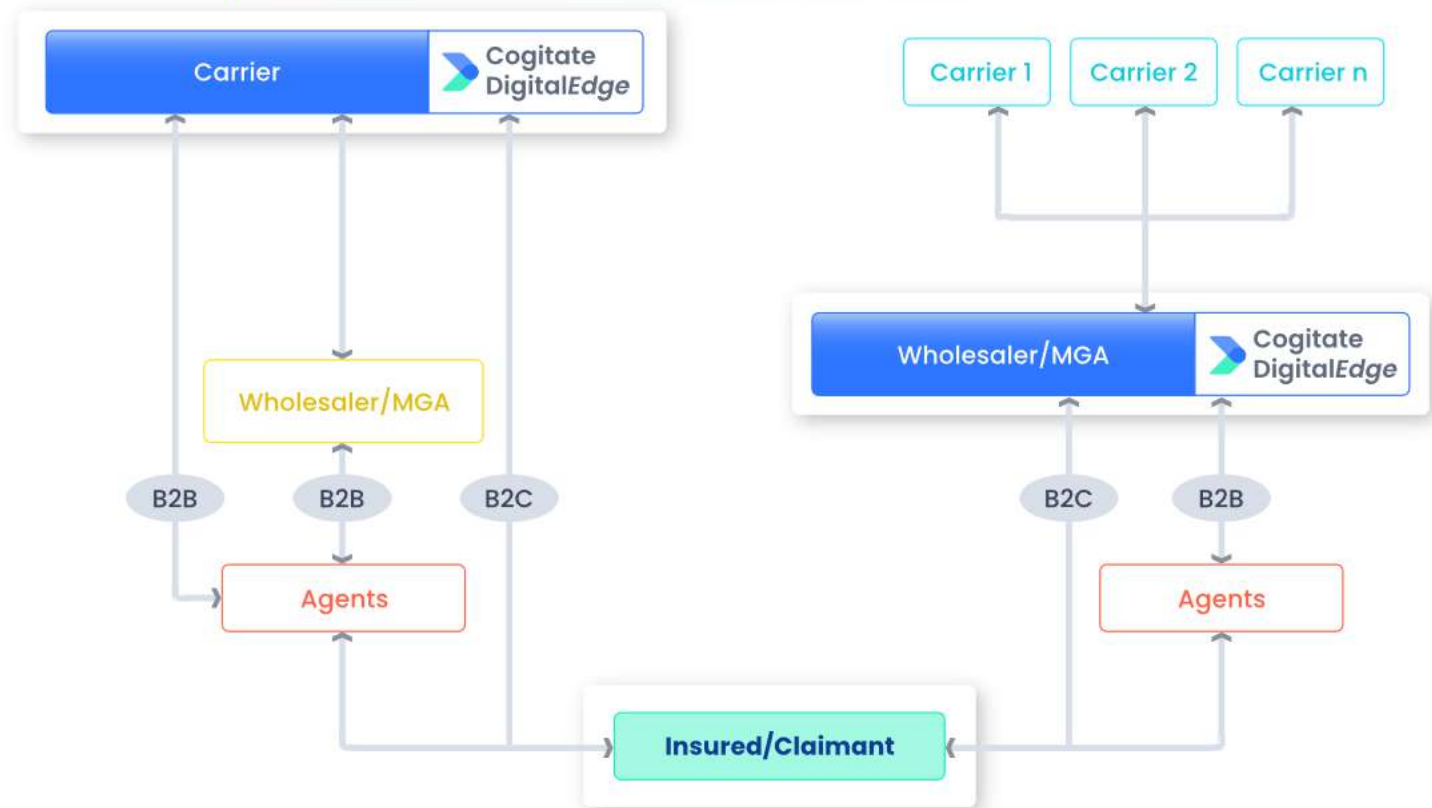 Carrier
Cogitate
DigitalEdge
Carrier 1
Carrier 2
Carrier n
Wholesaler/MGA
Cogitate
DigitalEdge
Wholesaler/MGA
B2B
B2B
B2C
B2C
B2B
Agents
Agents
Insured/Claimant